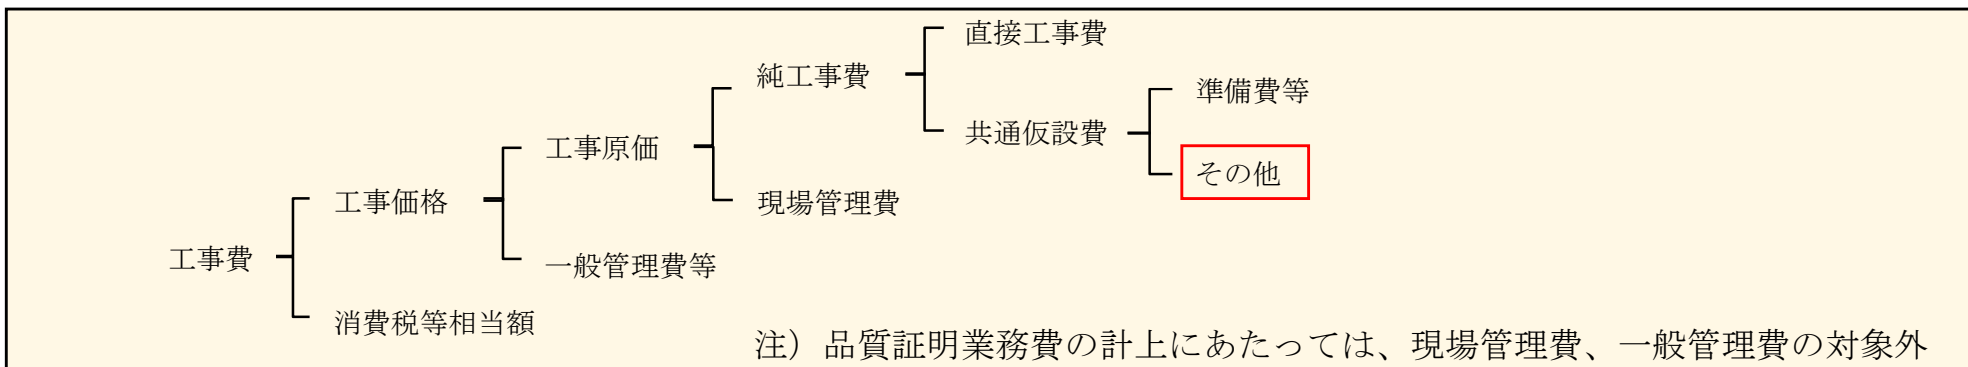 直接工事費
純工事費
準備費等
共通仮設費
工事原価
その他
工事価格
現場管理費
工事費
一般管理費等
消費税等相当額
注）品質証明業務費の計上にあたっては、現場管理費、一般管理費の対象外